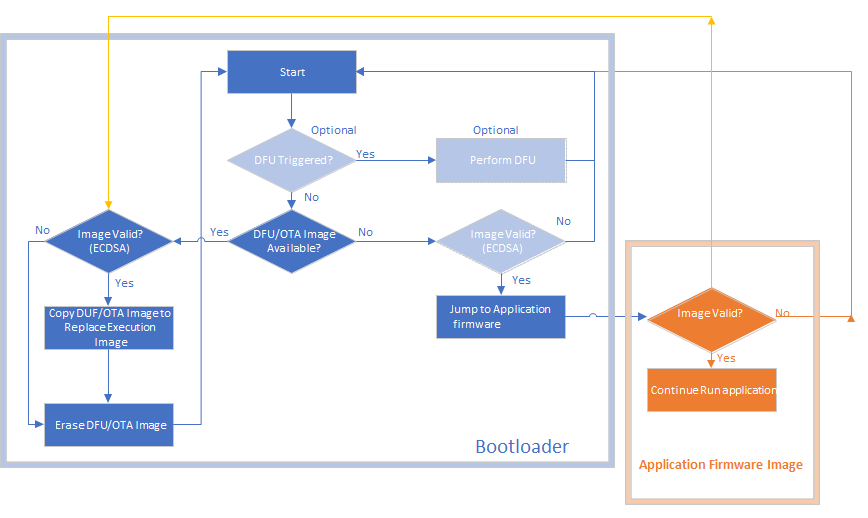 Start
Optional
Optional
DFU Triggered?
Yes
Perform DFU
No
No
Image Valid?
(ECDSA)
Yes
DFU/OTA Image
Available?
No
Image Valid?
(ECDSA)
No
Yes
Yes
Copy DUF/OTA Image to
Replace Execution
Image
Jump to Application
firmware
Image Valid?
No
Yes
Continue Run application
Erase DFU/OTA Image
Bootloader
Application Firmware Image